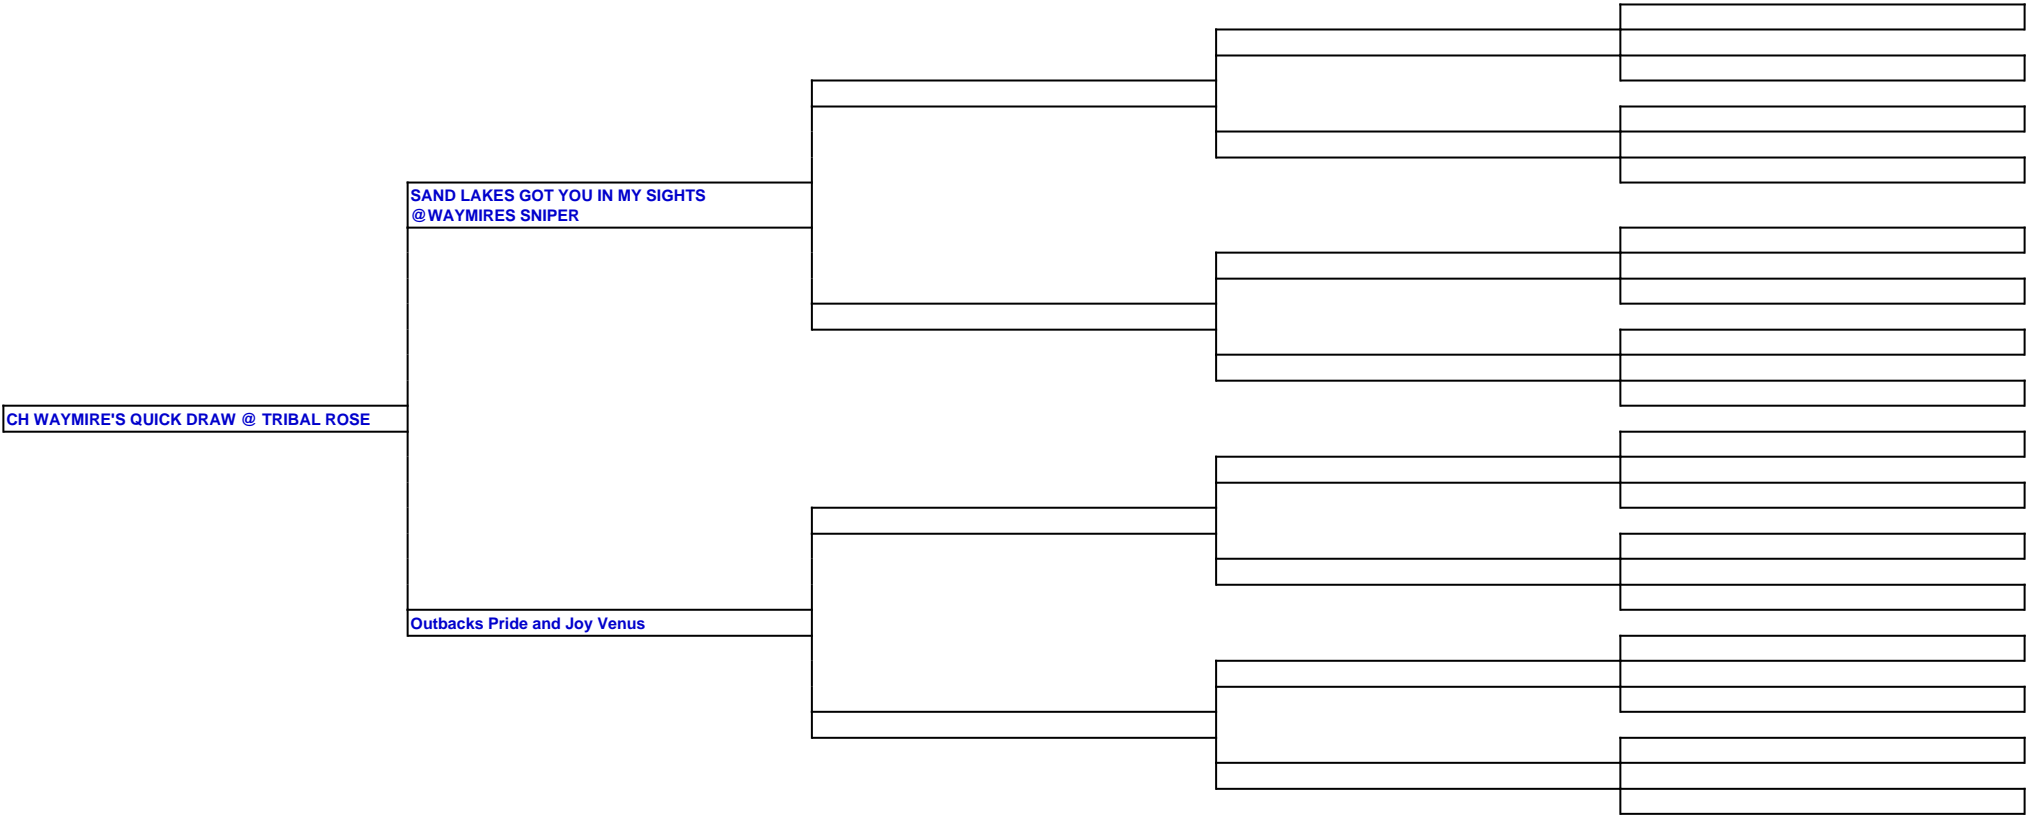 SAND LAKES GOT YOU IN MY SIGHTS
@WAYMIRES SNIPER
CH WAYMIRE'S QUICK DRAW @ TRIBAL ROSE
Outbacks Pride and Joy Venus